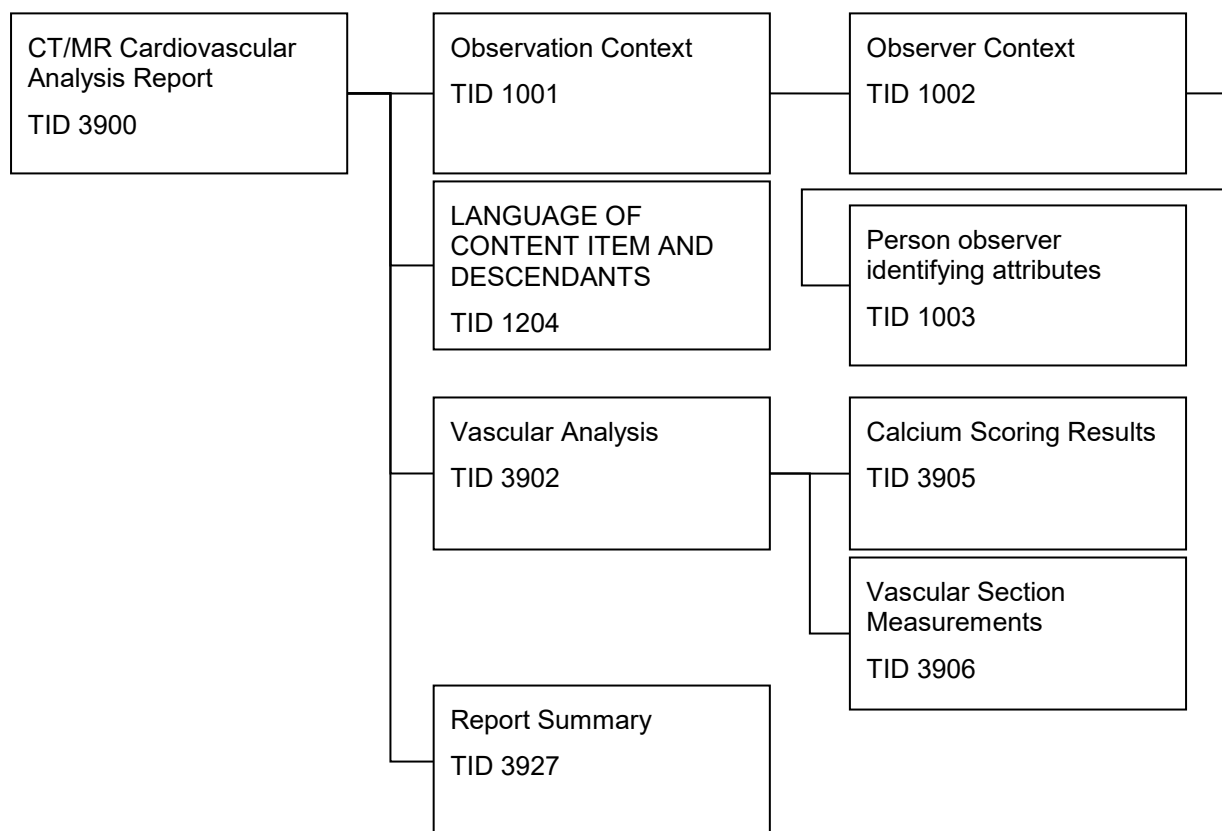 CT/MR Cardiovascular
Analysis Report
TID 3900
Observation Context
TID 1001
Observer Context
TID 1002
LANGUAGE OF
CONTENT ITEM AND
DESCENDANTS
TID 1204
Person observer
identifying attributes
TID 1003
Vascular Analysis
TID 3902
Calcium Scoring Results
TID 3905
Vascular Section
Measurements
TID 3906
Report Summary
TID 3927